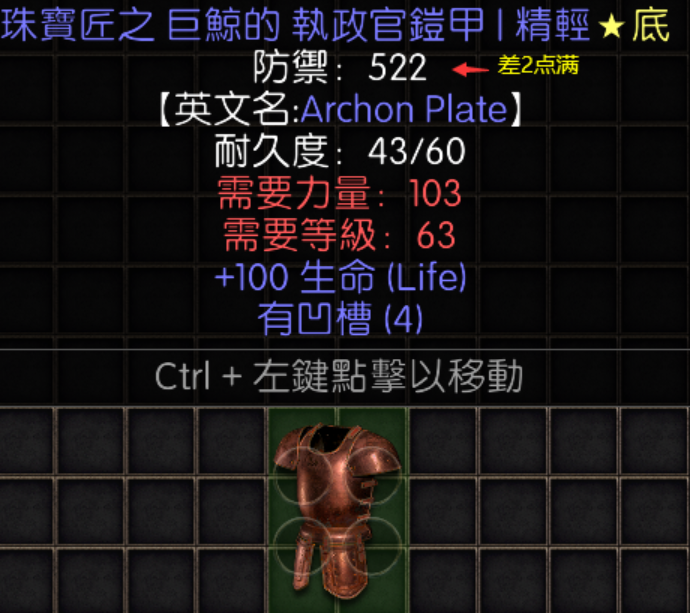 珠寶匠之 巨鯨的 執政官鎧甲 | 精輕★底
防禦: 522 差2点满
【英文名:Archon Plate】
耐久度: 43/60
需要力量: 103
需要等級: 63
+100 生命 (Life)
有凹槽 (4)
Ctrl + 左鍵點擊以移動